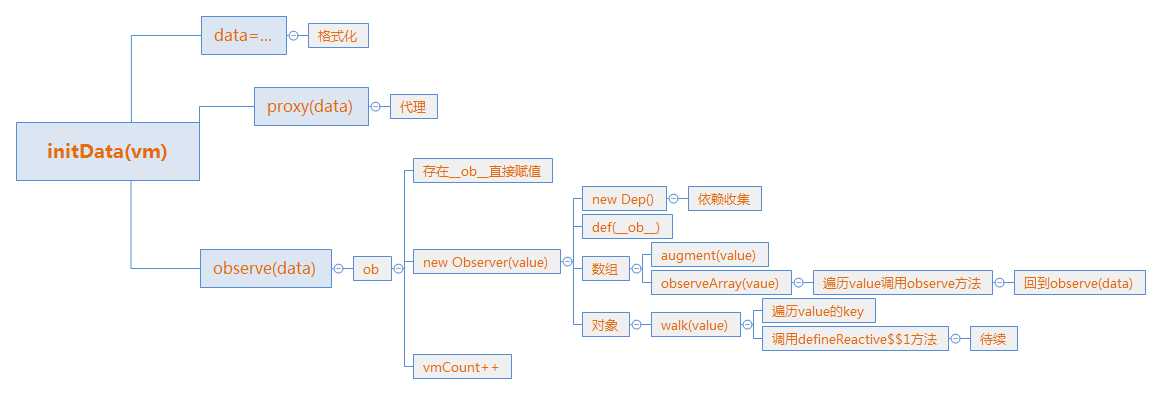 initData(vm)
data=...
格式化
proxy(data)
代理
observe(data)
ob
存在__ob__直接赋值
new Observer(value)
new Dep()
依赖收集
def(__ob__)
数组
augment(value)
observeArray(vaue)
遍历value调用observe方法
回到observe(data)
对象
walk(value)
遍历value的key
调用defineReactive$$1方法
待续
vmCount++